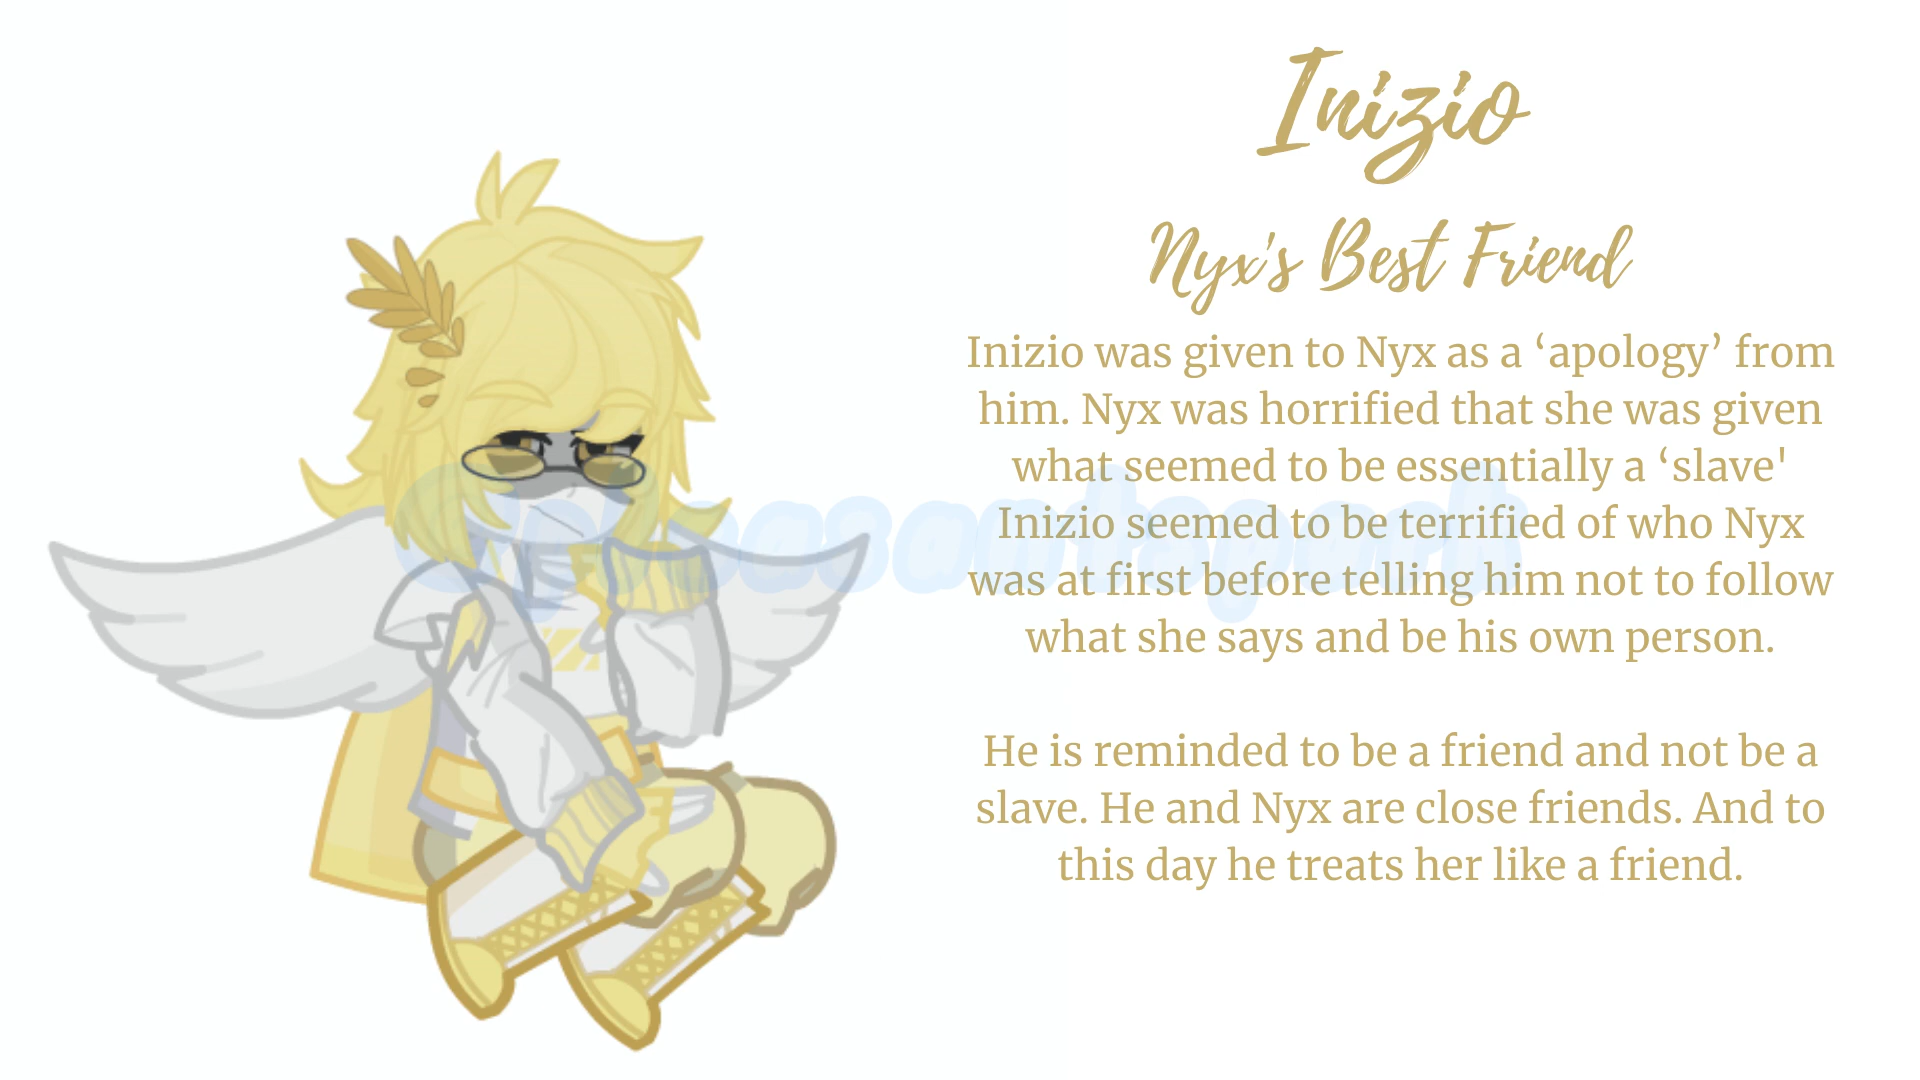 Inizio
Nyx's Best Friend
Inizio was given to Nyx as a ‘apology’ from
him. Nyx was horrified that she was given
what seemed to be essentially a ‘slave'
Inizio seemed to be terrified of who Nyx
was at first before telling him not to follow
what she says and be his own person.
He is reminded to be a friend and not be a
slave. He and Nyx are close friends. And to
this day he treats her like a friend.